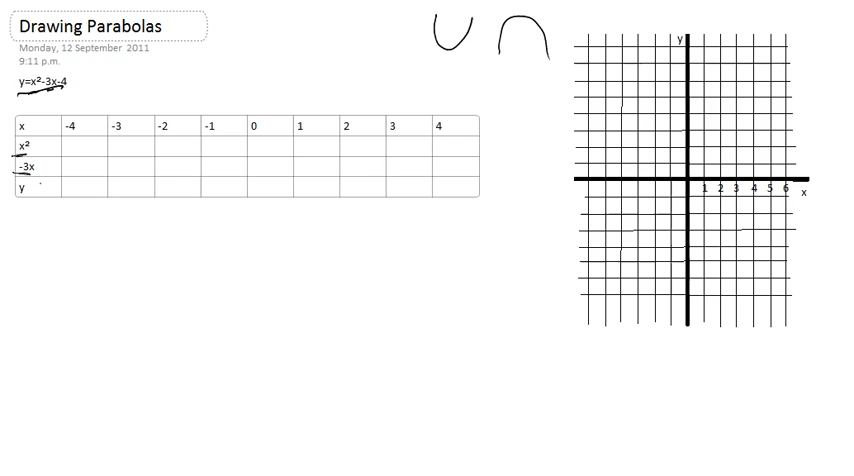 Drawing Parabolas
Monday, 12 September 2011
9:11 p.m.
y=x²-3x-4
x -4 -3 -2 -1 0 1 2 3 4
x²
-3x
y
y
1 2 3 4 5 6
x